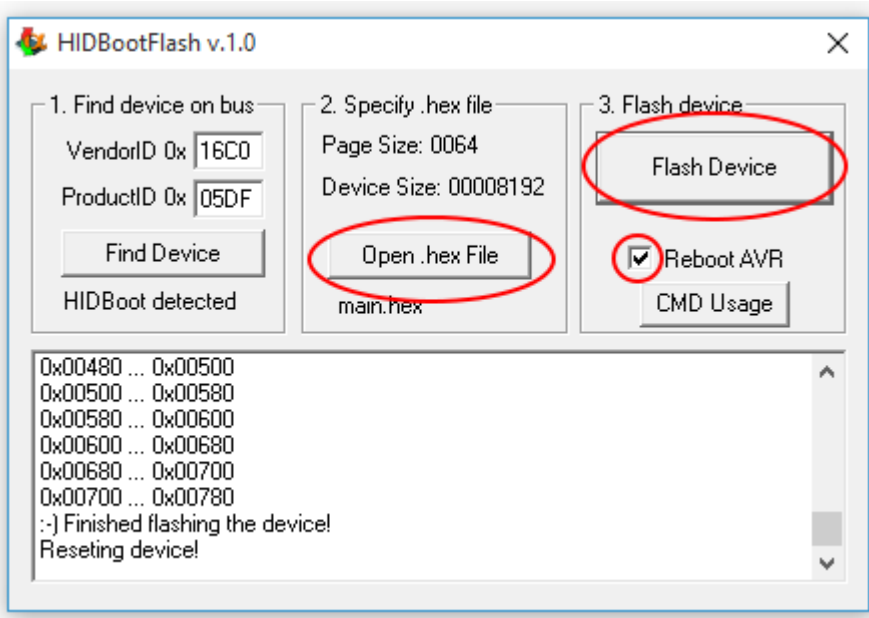 HIDBootFlash v.1.0
1. Find device on bus
VendorID 0x 16C0
ProductID 0x 05DF
Find Device
HIDBoot detected
2. Specify .hex file
Page Size: 0064
Device Size: 00008192
Open .hex File
main.hex
3. Flash device
Flash Device
Reboot AVR
CMD Usage
0x00480 ... 0x00500
0x00500 ... 0x00580
0x00580 ... 0x00600
0x00600 ... 0x00680
0x00680 ... 0x00700
0x00700 ... 0x00780
:-) Finished flashing the device!
Reseting device!